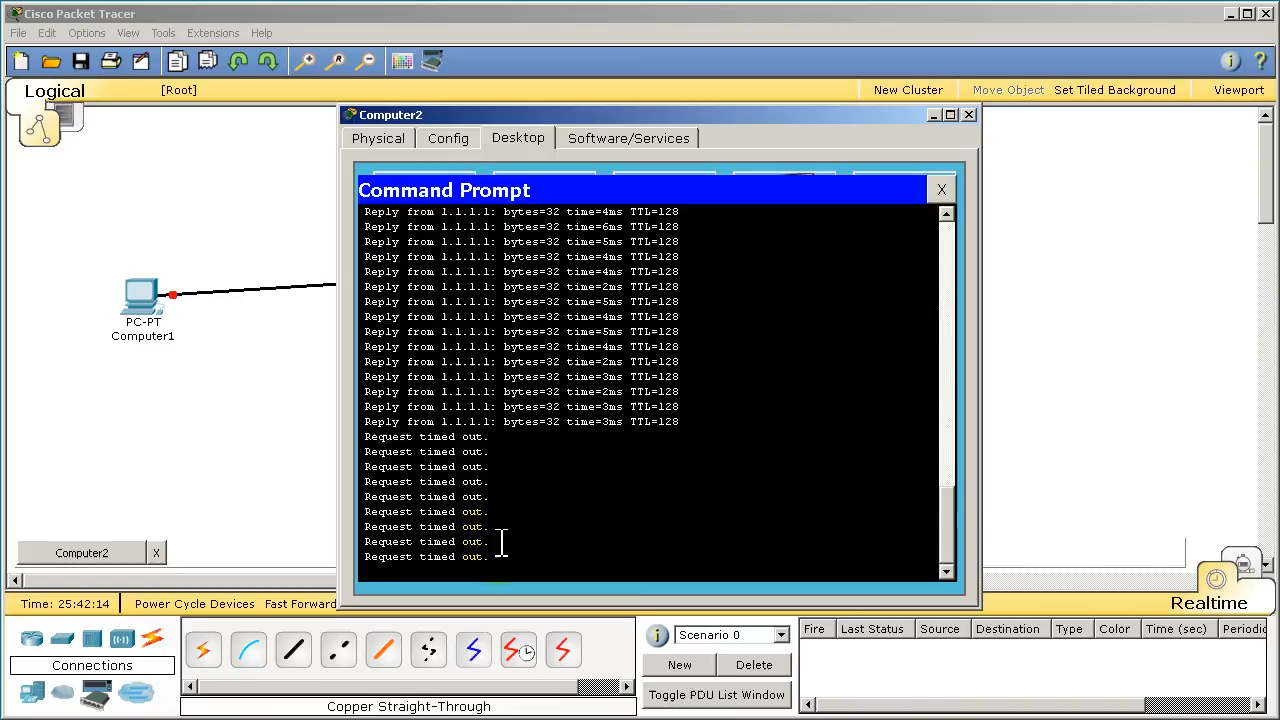 Cisco Packet Tracer
File Edit Options View Tools Extensions Help
Logical [Root] New Cluster Move Object Set Tiled Background Viewport
Computer2
Physical Config Desktop Software/Services
Command Prompt X
Reply from 1.1.1.1: bytes=32 time=4ms TTL=128
Reply from 1.1.1.1: bytes=32 time=6ms TTL=128
Reply from 1.1.1.1: bytes=32 time=5ms TTL=128
Reply from 1.1.1.1: bytes=32 time=4ms TTL=128
Reply from 1.1.1.1: bytes=32 time=4ms TTL=128
Reply from 1.1.1.1: bytes=32 time=2ms TTL=128
Reply from 1.1.1.1: bytes=32 time=5ms TTL=128
Reply from 1.1.1.1: bytes=32 time=4ms TTL=128
Reply from 1.1.1.1: bytes=32 time=5ms TTL=128
Reply from 1.1.1.1: bytes=32 time=4ms TTL=128
Reply from 1.1.1.1: bytes=32 time=2ms TTL=128
Reply from 1.1.1.1: bytes=32 time=3ms TTL=128
Reply from 1.1.1.1: bytes=32 time=2ms TTL=128
Reply from 1.1.1.1: bytes=32 time=3ms TTL=128
Reply from 1.1.1.1: bytes=32 time=3ms TTL=128
Request timed out.
Request timed out.
Request timed out.
Request timed out.
Request timed out.
Request timed out.
Request timed out.
Request timed out.
Request timed out.
PC-PT
Computer1
Computer2 X
Time: 25:42:14 Power Cycle Devices Fast Forward Realtime
Connections
Copper Straight-Through
Scenario 0
New Delete
Toggle PDU List Window
Fire Last Status Source Destination Type Color Time (sec) Periodic